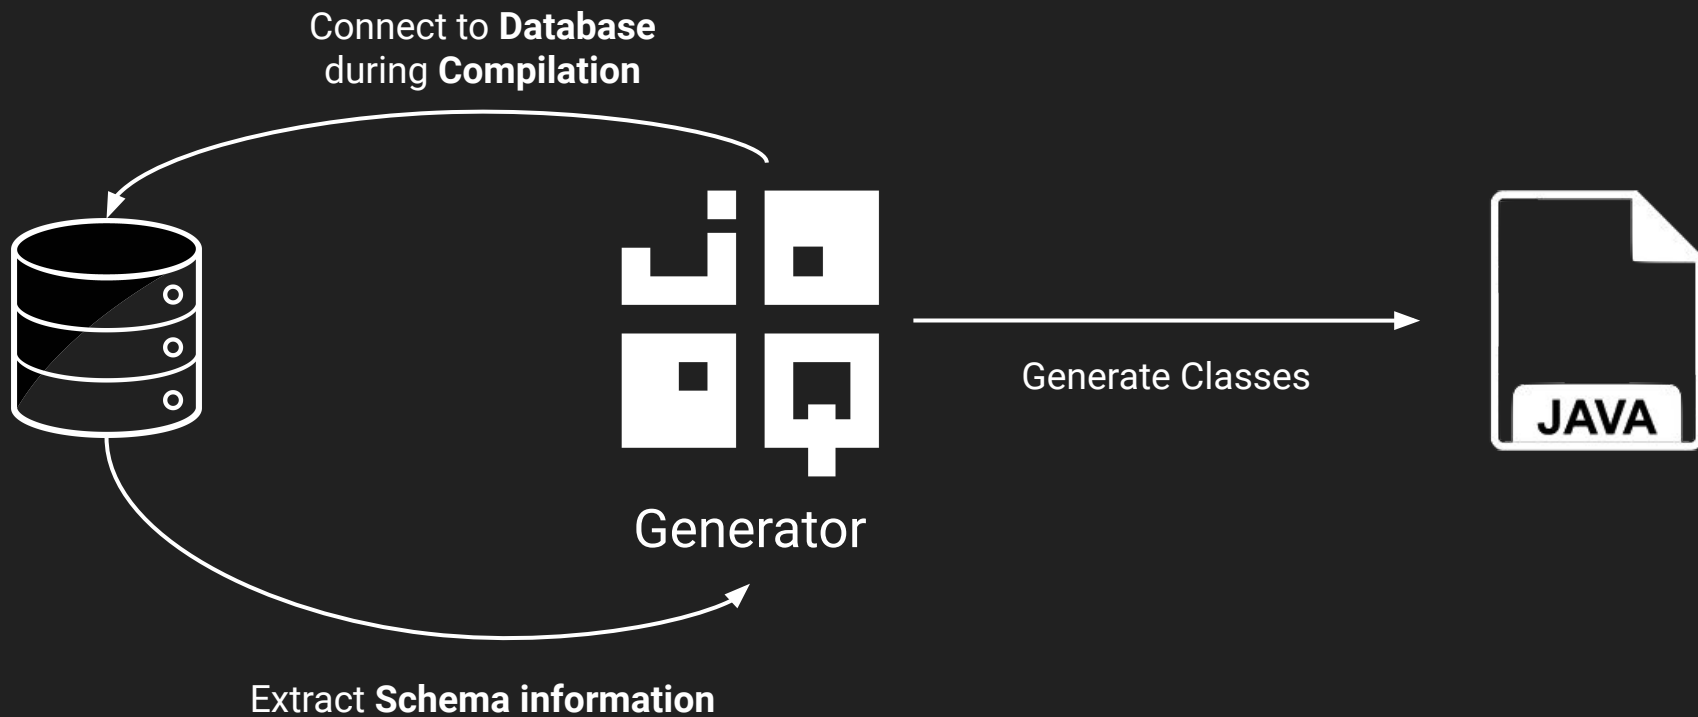 Connect to Database
during Compilation
jOOQ
Generator
Generate Classes
JAVA
Extract Schema information